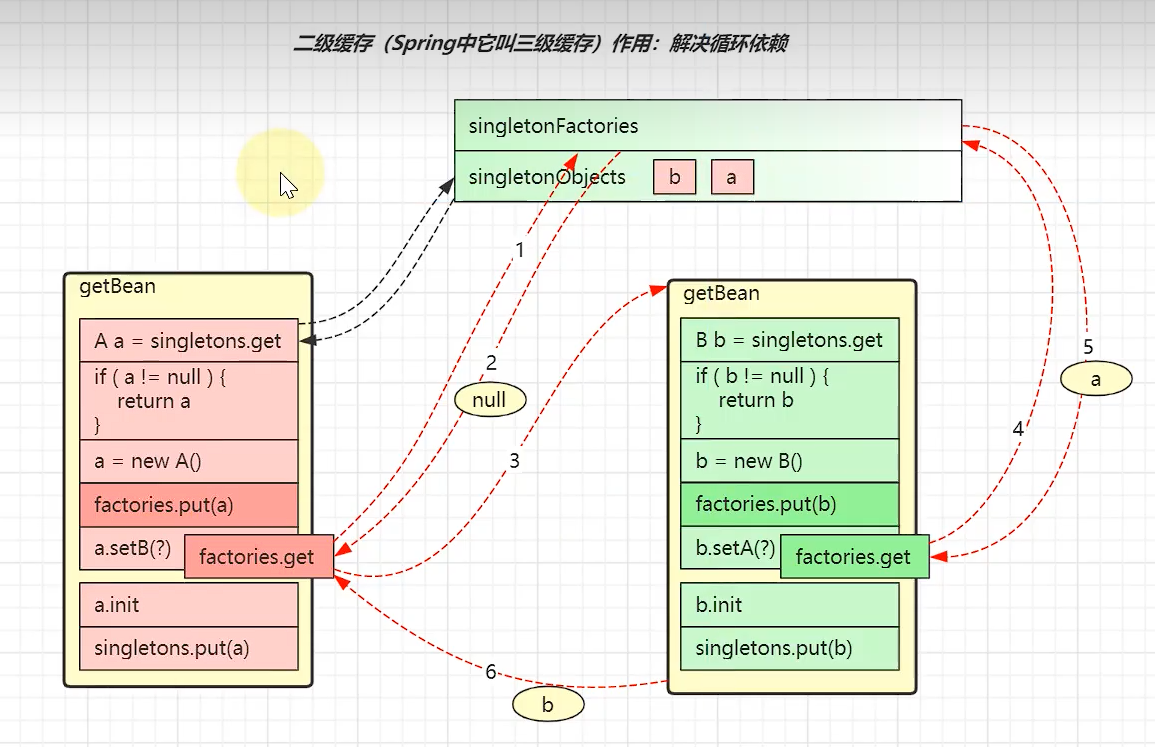 二级缓存（Spring中它叫三级缓存）作用：解决循环依赖
singletonFactories
singletonObjects b a
getBean
A a = singletons.get
if ( a != null ) {
return a
}
a = new A()
factories.put(a)
a.setB(?) factories.get
a.init
singletons.put(a)
1
2
null
3
getBean
B b = singletons.get
if ( b != null ) {
return b
}
b = new B()
factories.put(b)
b.setA(?) factories.get
b.init
singletons.put(b)
4
5
a
6
b